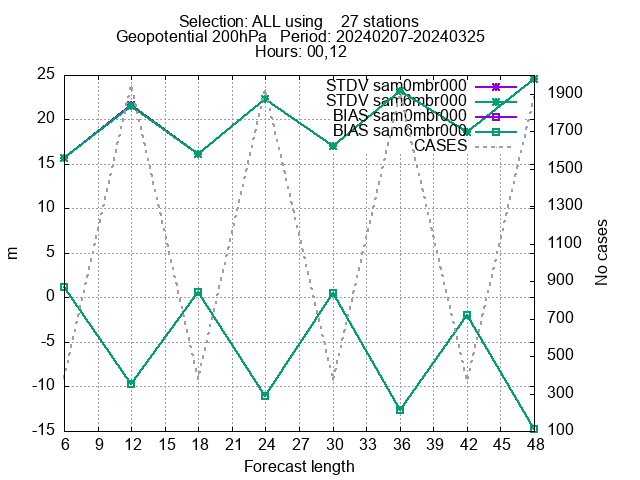 Selection: ALL using    27 stations
Geopotential 200hPa   Period: 20240207-20240325
Hours: 00,12
STDV sam0mbr000
STDV sam6mbr000
BIAS sam0mbr000
BIAS sam6mbr000
CASES
25
20
15
10
5
0
-5
-10
-15
m
1900
1700
1500
1300
1100
900
700
500
300
100
No cases
6 9 12 15 18 21 24 27 30 33 36 39 42 45 48
Forecast length